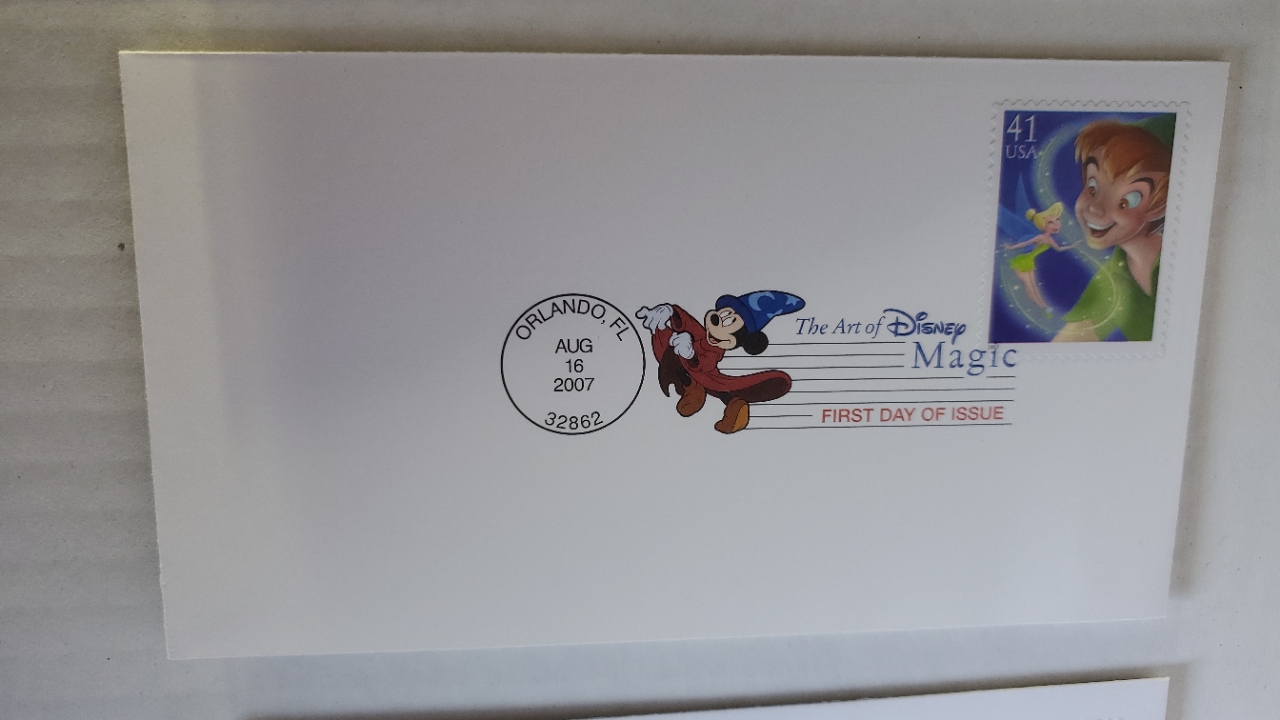 41
USA
ORLANDO, FL
AUG
16
2007
32862
The Art of Disney
Magic
FIRST DAY OF ISSUE